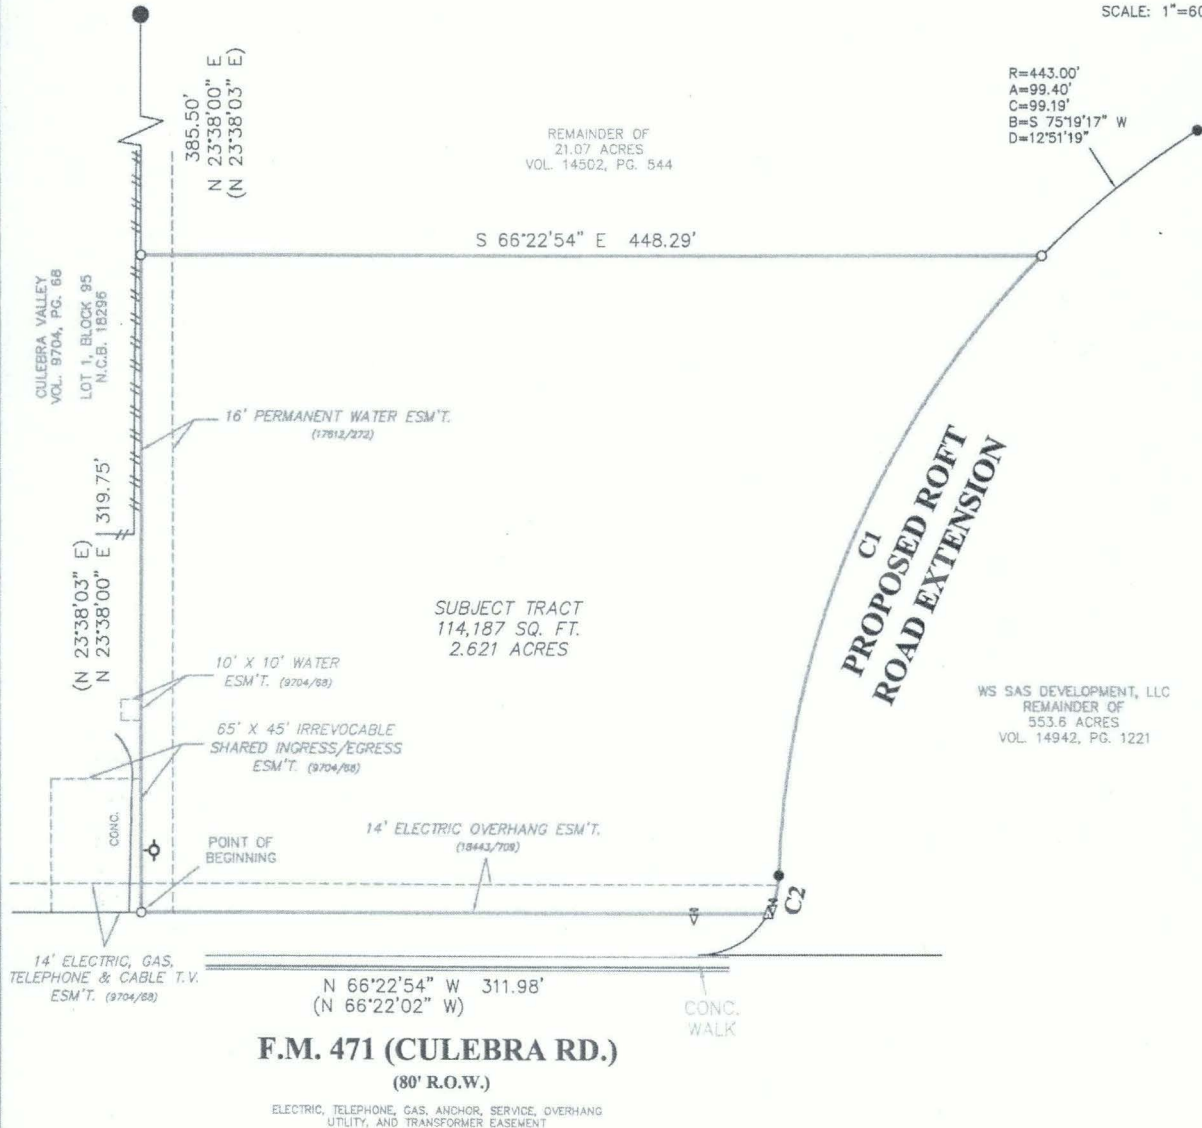 SCALE: 1"=60
R=443.00'
A=99.40'
C=99.19'
B=S 75°19'17" W
D=12°51'19"
385.50'
N 23°38'00" E
(N 23°38'03" E)
REMAINDER OF
21.07 ACRES
VOL. 14502, PG. 544
S 66°22'54" E 448.29'
CULEBRA VALLEY
VOL. 9704, PG. 68
LOT 1, BLOCK 95
N.C.B. 18296
16' PERMANENT WATER ESM'T.
(17612/272)
319.75'
(N 23°38'03" E)
N 23°38'00" E
C1
PROPOSED ROFT
ROAD EXTENSION
SUBJECT TRACT
114,187 SQ. FT.
2.621 ACRES
10' X 10' WATER
ESM'T. (9704/68)
65' X 45' IRREVOCABLE
SHARED INGRESS/EGRESS
ESM'T. (9704/68)
WS SAS DEVELOPMENT, LLC
REMAINDER OF
553.6 ACRES
VOL. 14942, PG. 1221
CONC.
POINT OF
BEGINNING
14' ELECTRIC OVERHANG ESM'T.
(18443/709)
C2
14' ELECTRIC, GAS,
TELEPHONE & CABLE T.V.
ESM'T. (9704/68)
N 66°22'54" W 311.98'
(N 66°22'02" W)
CONC.
WALK
F.M. 471 (CULEBRA RD.)
(80' R.O.W.)
ELECTRIC, TELEPHONE, GAS, ANCHOR, SERVICE, OVERHANG
UTILITY, AND TRANSFORMER EASEMENT